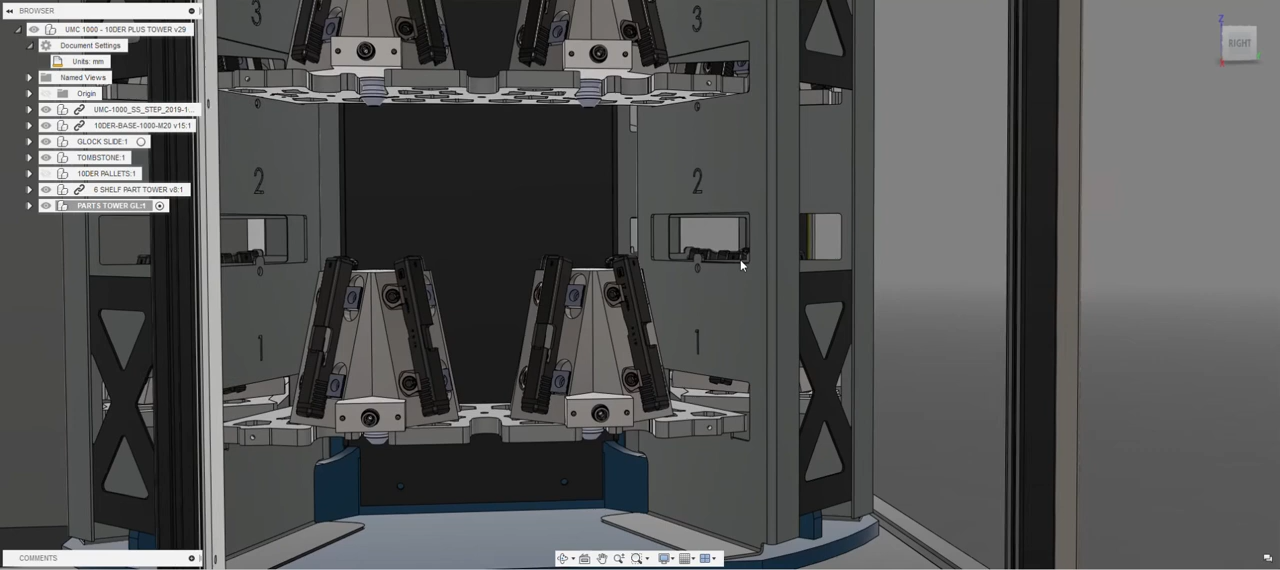 BROWSER
UMC 1000 - 10DER PLUS TOWER v29
Document Settings
Units: mm
Named Views
Origin
UMC-1000_SS_STEP_2019-1...
10DER-BASE-1000-M20 v15:1
GLOCK SLIDE:1
TOMBSTONE:1
10DER PALLETS:1
6 SHELF PART TOWER v8:1
PARTS TOWER GL:1
3
3
2
2
1
1
Z
RIGHT
COMMENTS